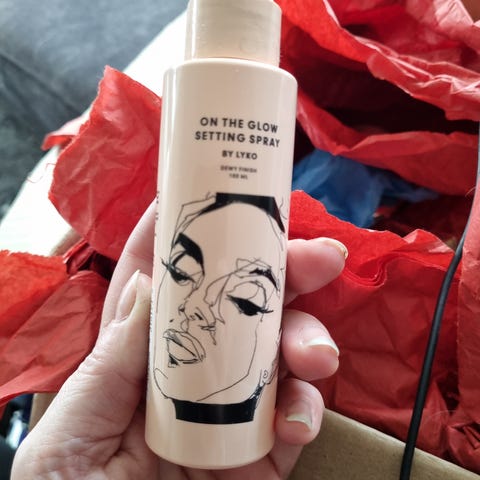 ON THE GLOW
SETTING SPRAY
BY LYKO
DEWY FINISH
100 ML